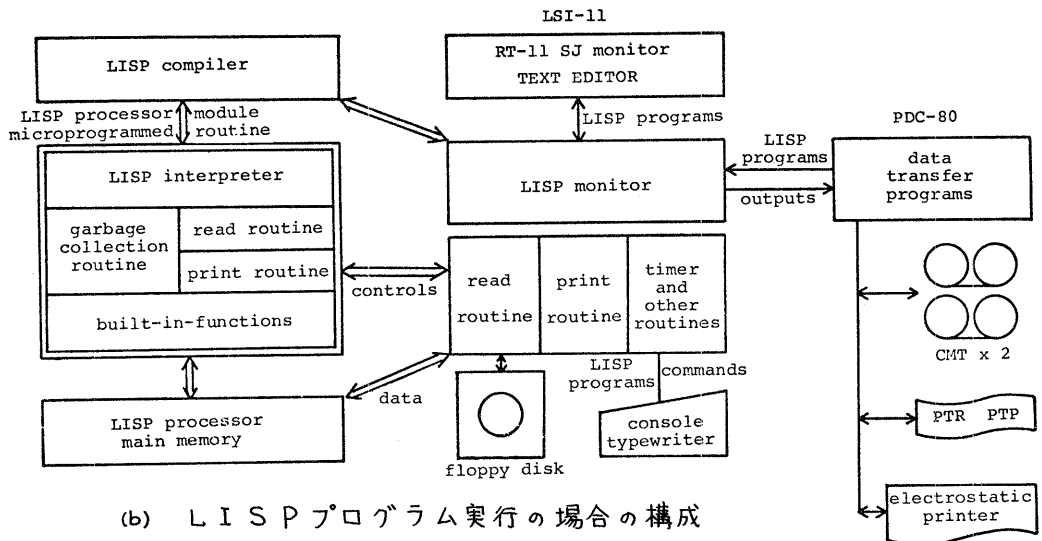 LSI-11
LISP compiler
RT-11 SJ monitor
TEXT EDITOR
LISP processor
microprogrammed
module
routine
LISP programs
PDC-80
LISP interpreter
garbage
collection
routine
read routine
print routine
built-in-functions
LISP monitor
LISP
programs
outputs
data
transfer
programs
controls
read
routine
print
routine
timer
and
other
routines
CMT x 2
LISP processor
main memory
data
floppy disk
LISP
programs
commands
console
typewriter
PTR PTP
electrostatic
printer
(b) LISPプログラム実行の場合の構成